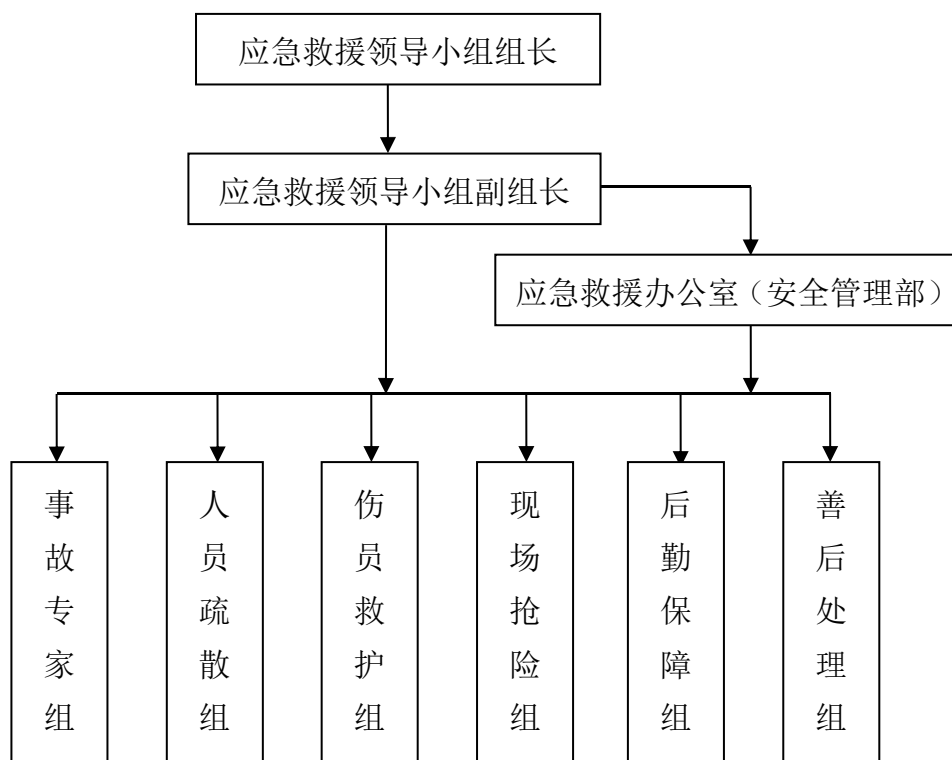 应急救援领导小组组长
应急救援领导小组副组长
应急救援办公室（安全管理部）
事故专家组
人员疏散组
伤员救护组
现场抢险组
后勤保障组
善后处理组